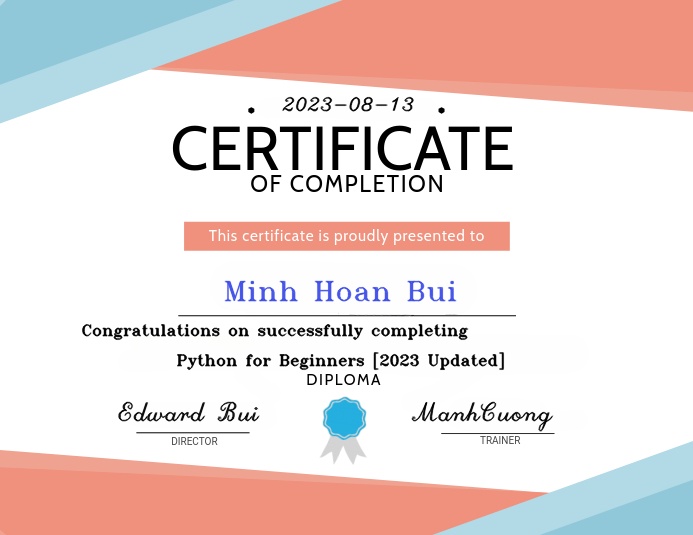 2023-08-13
CERTIFICATE
OF COMPLETION
This certificate is proudly presented to
Minh Hoan Bui
Congratulations on successfully completing
Python for Beginners [2023 Updated]
DIPLOMA
Edward Bui
ManhCuong
DIRECTOR
TRAINER